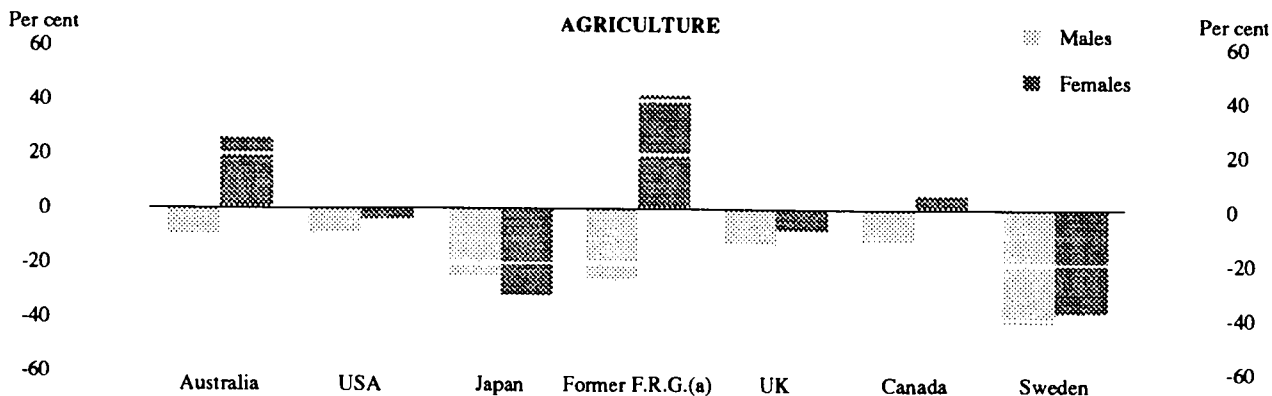 Per cent
AGRICULTURE
Per cent
60
40
20
0
-20
-40
-60
Males
Females
60
40
20
0
-20
-40
-60
Australia
USA
Japan
Former F.R.G.(a)
UK
Canada
Sweden